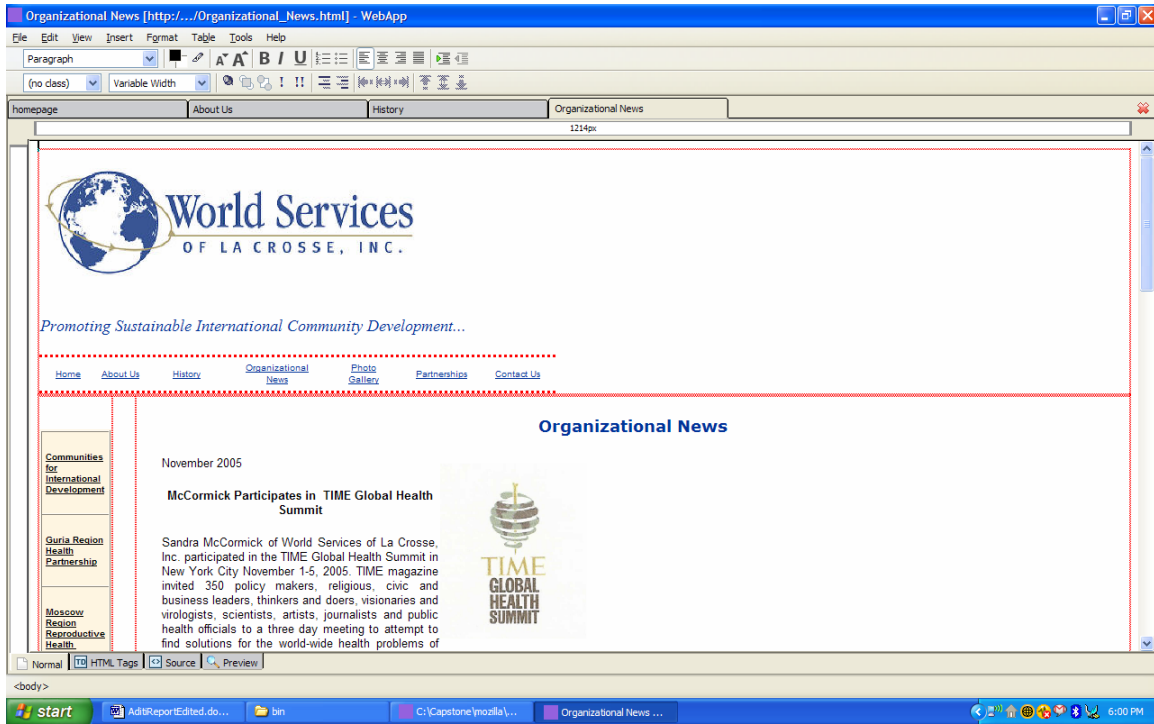 Organizational News [http:/.../Organizational_News.html] - WebApp
File Edit View Insert Format Table Tools Help
Paragraph
(no class) Variable Width
homepage About Us History Organizational News
1214px
World Services
OF LA CROSSE, INC.
Promoting Sustainable International Community Development...
Home About Us History Organizational News Photo Gallery Partnerships Contact Us
Organizational News
Communities
for
International
Development
Guria Region
Health
Partnership
Moscow
Region
Reproductive
Health
November 2005
McCormick Participates in TIME Global Health
Summit
Sandra McCormick of World Services of La Crosse,
Inc. participated in the TIME Global Health Summit in
New York City November 1-5, 2005. TIME magazine
invited 350 policy makers, religious, civic and
business leaders, thinkers and doers, visionaries and
virologists, scientists, artists, journalists and public
health officials to a three day meeting to attempt to
find solutions for the world-wide health problems of
TIME
GLOBAL
HEALTH
SUMMIT
Normal HTML Tags Source Preview
<body>
start AditiReportEdited.do... bin C:\Capstone\mozilla\... Organizational News ... 6:00 PM